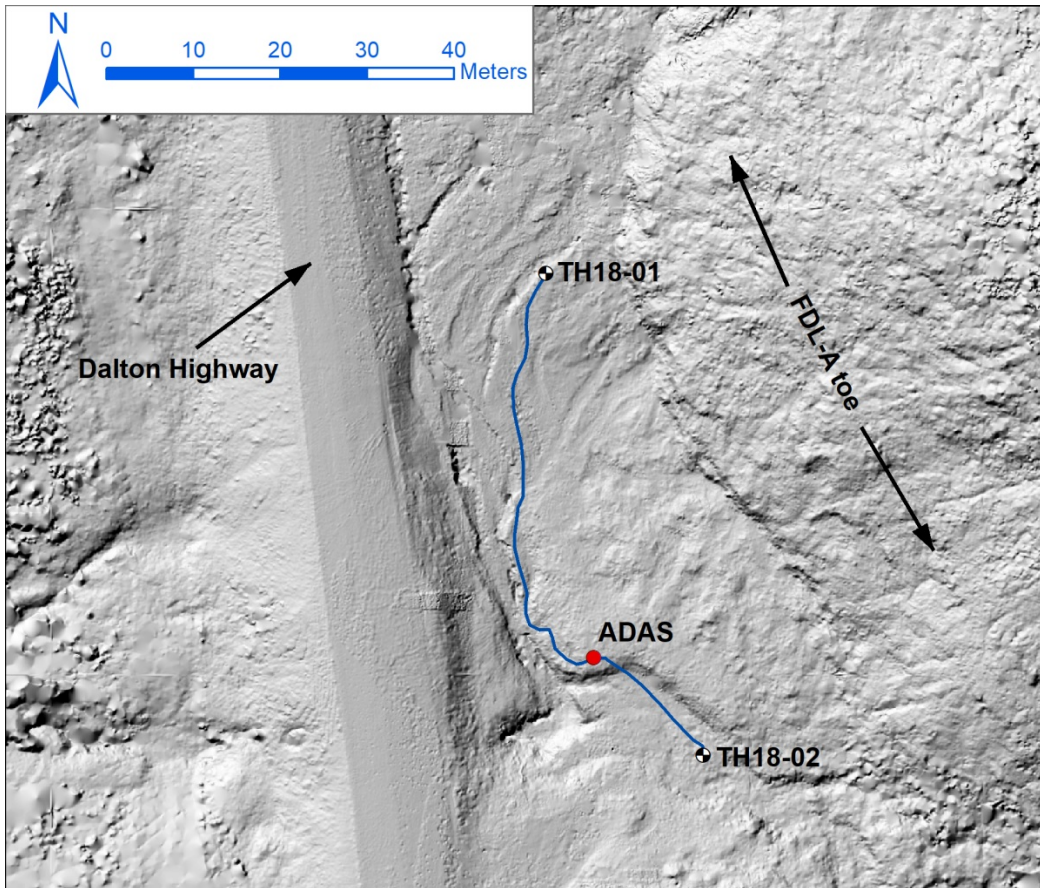 N
0 10 20 30 40
Meters
TH18-01
Dalton Highway
FDL-A toe
ADAS
TH18-02